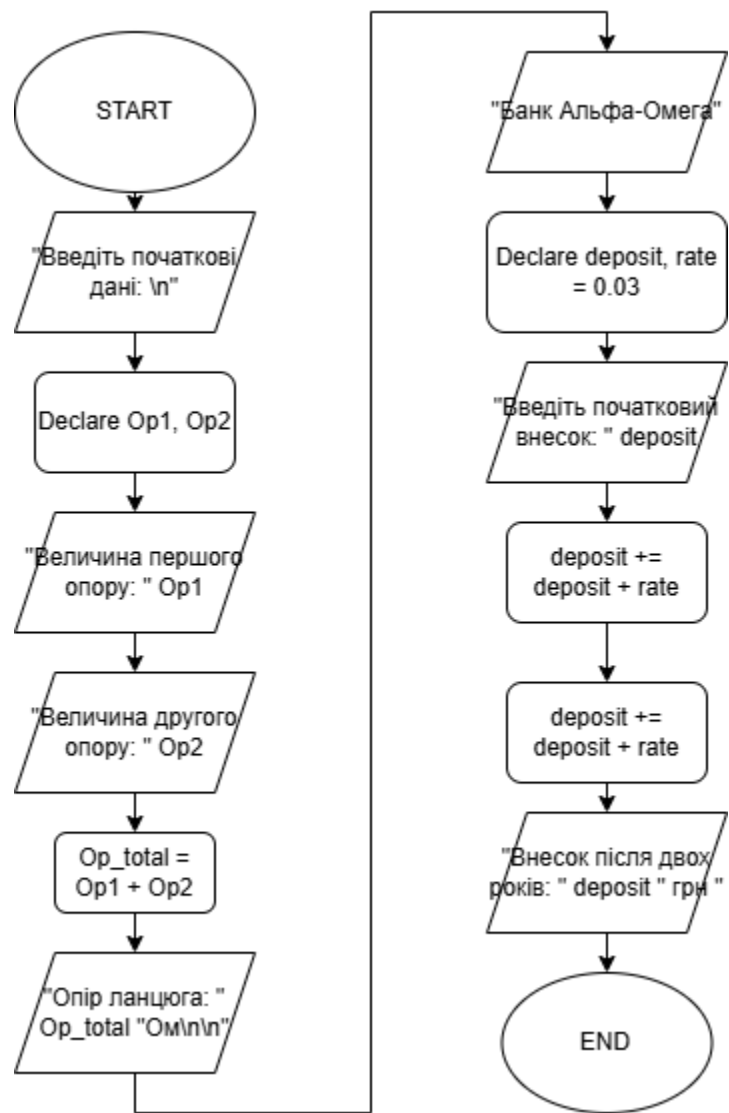 START
"Введіть початкові
дані: \n"
Declare Op1, Op2
"Величина першого
опору: " Op1
"Величина другого
опору: " Op2
Op_total =
Op1 + Op2
"Опір ланцюга: "
Op_total "Ом\n\n"
"Банк Альфа-Омега"
Declare deposit, rate
= 0.03
"Введіть початковий
внесок: " deposit
deposit +=
deposit + rate
deposit +=
deposit + rate
"Внесок після двох
років: " deposit " грн "
END